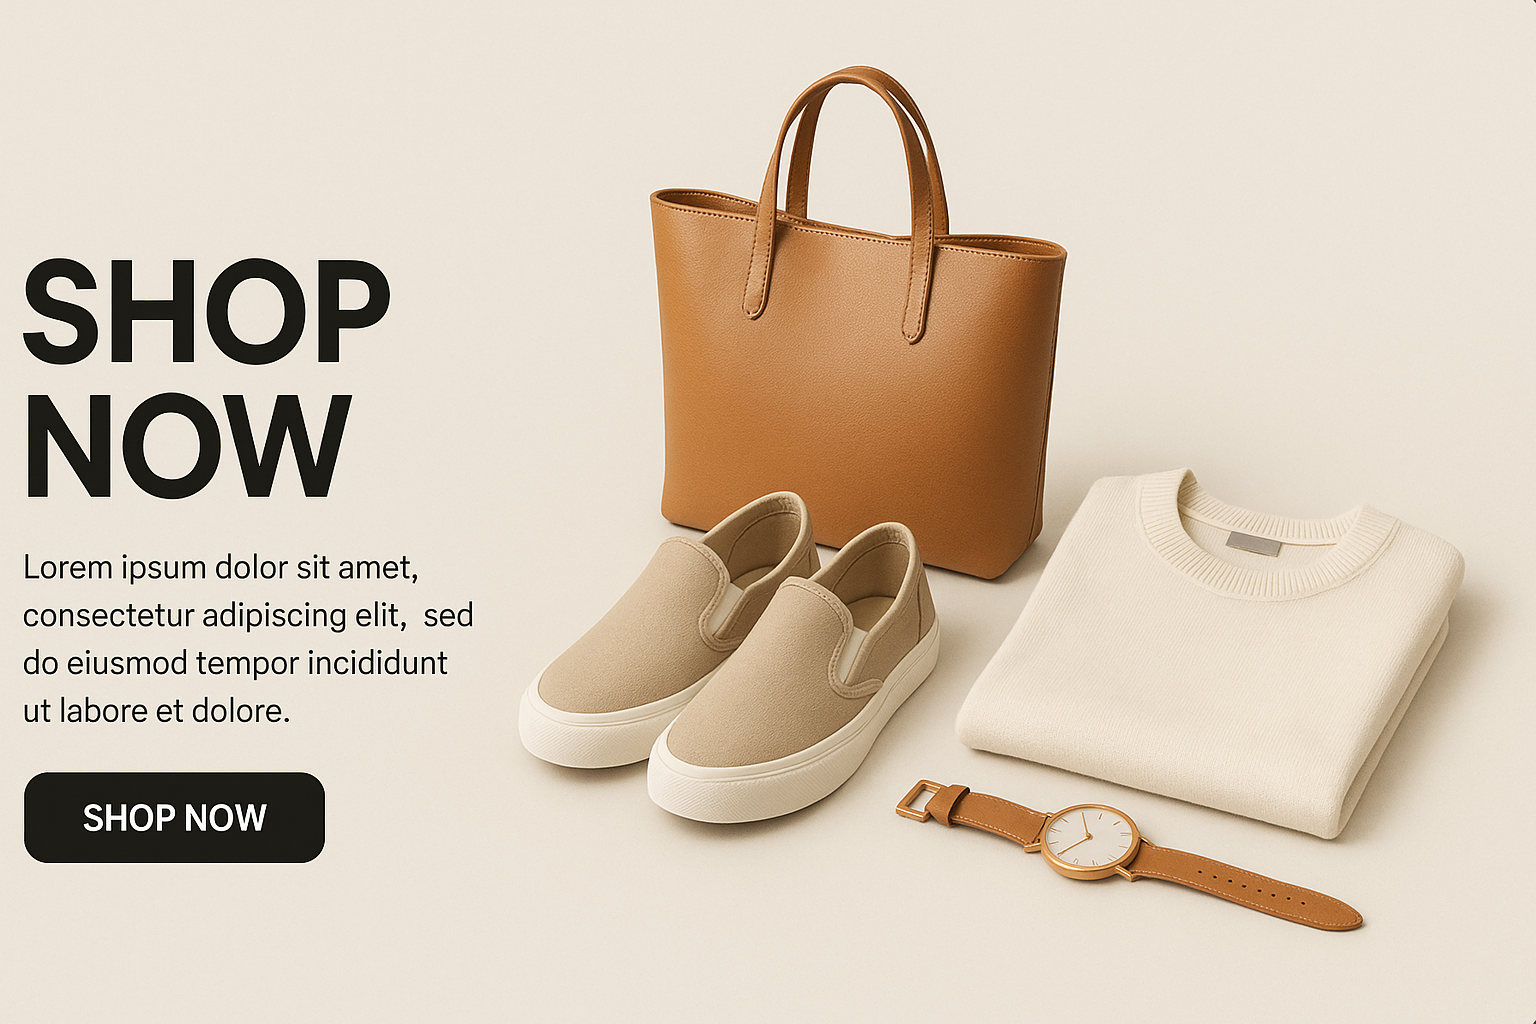 SHOP
NOW
Lorem ipsum dolor sit amet,
consectetur adipiscing elit, sed
do eiusmod tempor incididunt
ut labore et dolore.
SHOP NOW